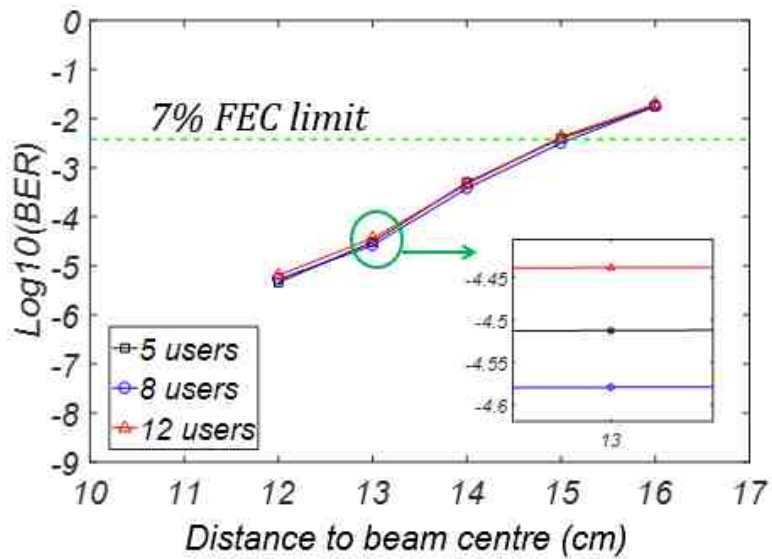 0
-1
-2
-3
-4
-5
-6
-7
-8
-9
Log10(BER)
7% FEC limit
5 users
8 users
12 users
-4.45
-4.5
-4.55
-4.6
13
10 11 12 13 14 15 16 17
Distance to beam centre (cm)